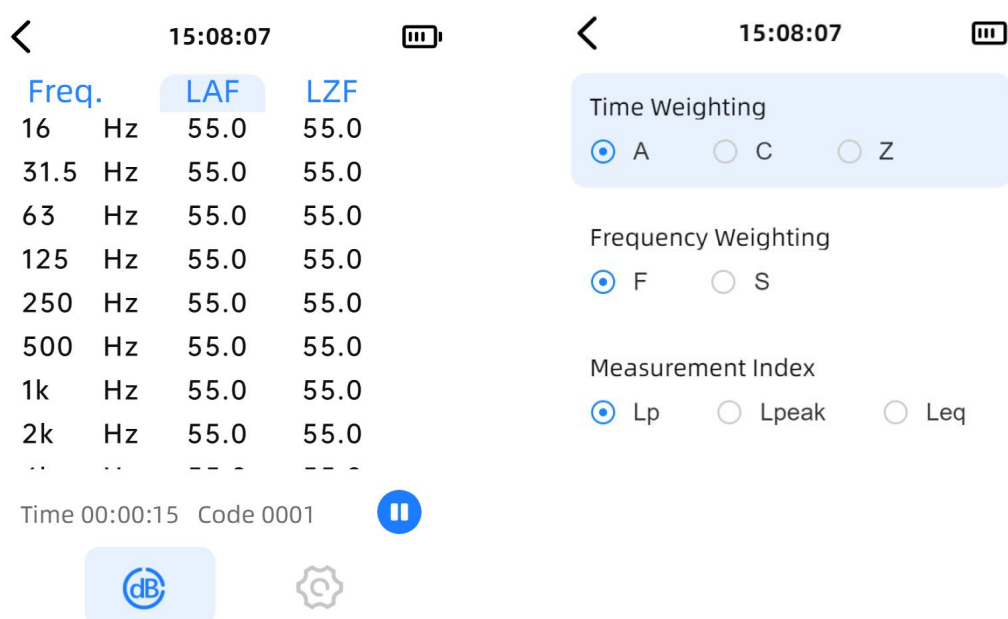 15:08:07
Freq. LAF LZF
16 Hz 55.0 55.0
31.5 Hz 55.0 55.0
63 Hz 55.0 55.0
125 Hz 55.0 55.0
250 Hz 55.0 55.0
500 Hz 55.0 55.0
1k Hz 55.0 55.0
2k Hz 55.0 55.0
Time 00:00:15 Code 0001
dB
15:08:07
Time Weighting
A C Z
Frequency Weighting
F S
Measurement Index
Lp Lpeak Leq